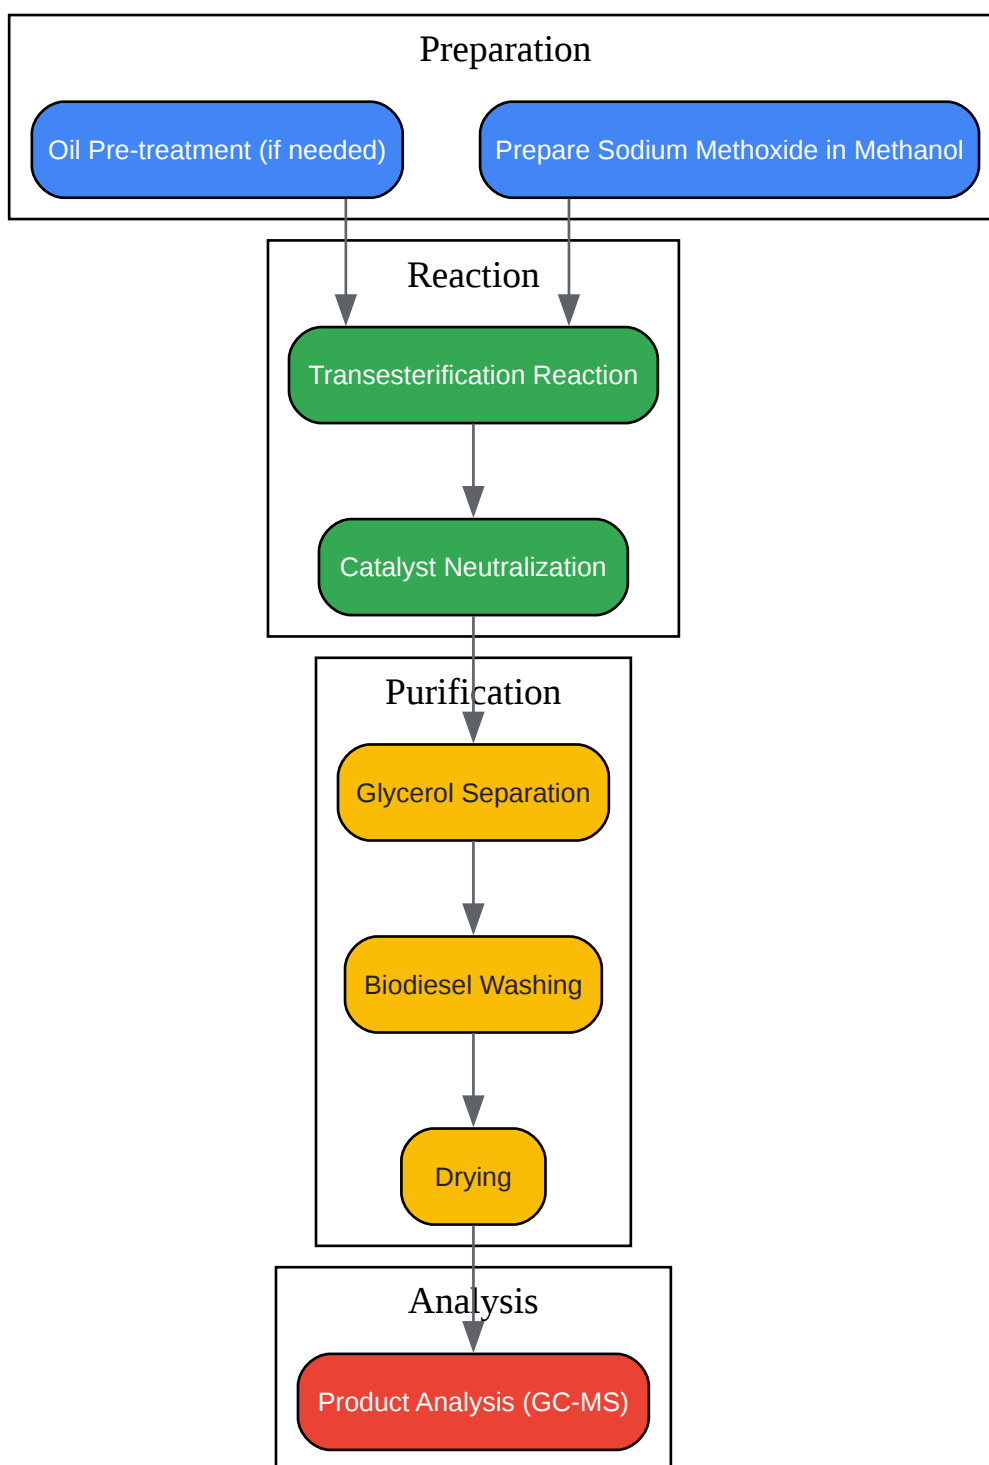 Preparation
Oil Pre-treatment (if needed)
Prepare Sodium Methoxide in Methanol
Reaction
Transesterification Reaction
Catalyst Neutralization
Purification
Glycerol Separation
Biodiesel Washing
Drying
Analysis
Product Analysis (GC-MS)